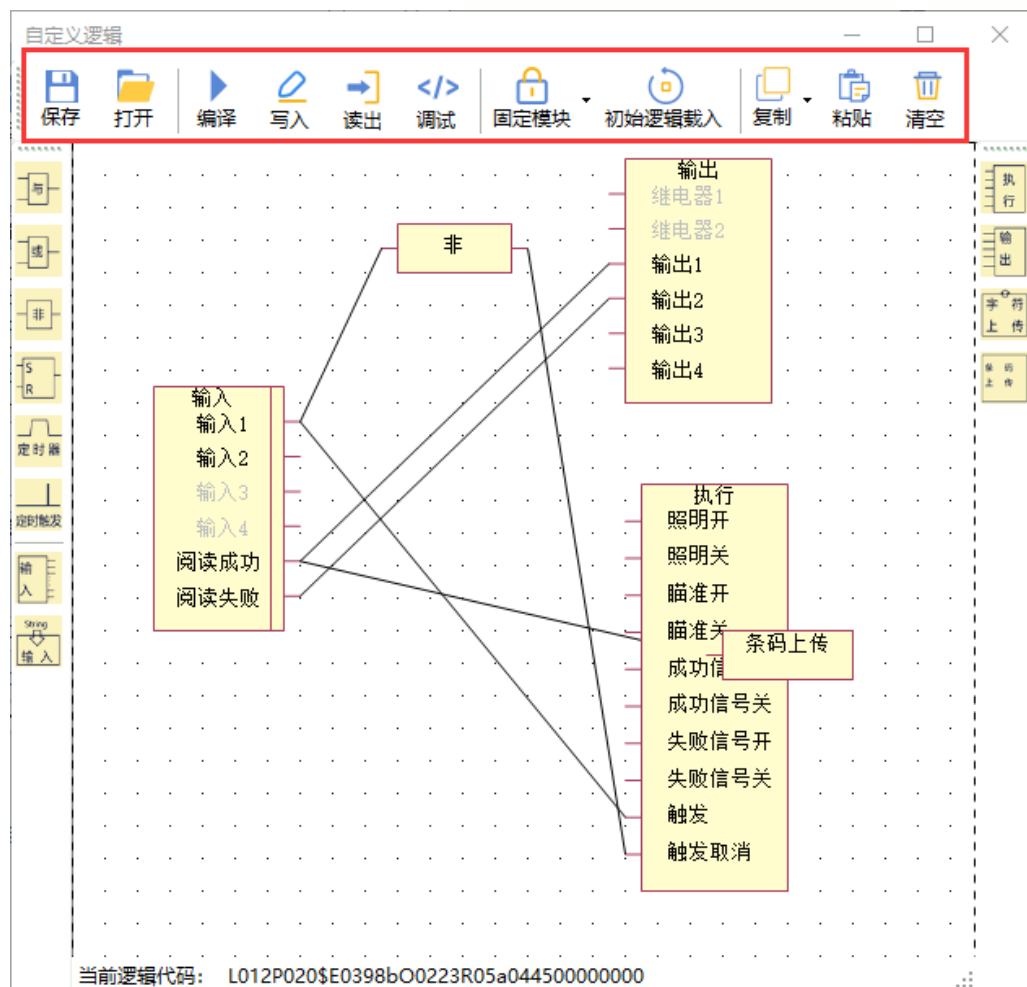 自定义逻辑
保存 打开 编译 写入 读出 调试 固定模块 初始逻辑载入 复制 粘贴 清空
与
或
非
S
R
定时器
定时触发
输
入
String
输入
输入
输入1
输入2
输入3
输入4
阅读成功
阅读失败
非
输出
继电器1
继电器2
输出1
输出2
输出3
输出4
执行
照明开
照明关
瞄准开
瞄准关
条码上传
成功信
成功信号关
失败信号开
失败信号关
触发
触发取消
执
行
输
出
字符
上传
条码
上传
当前逻辑代码： L012P020$E0398bO0223R05a044500000000